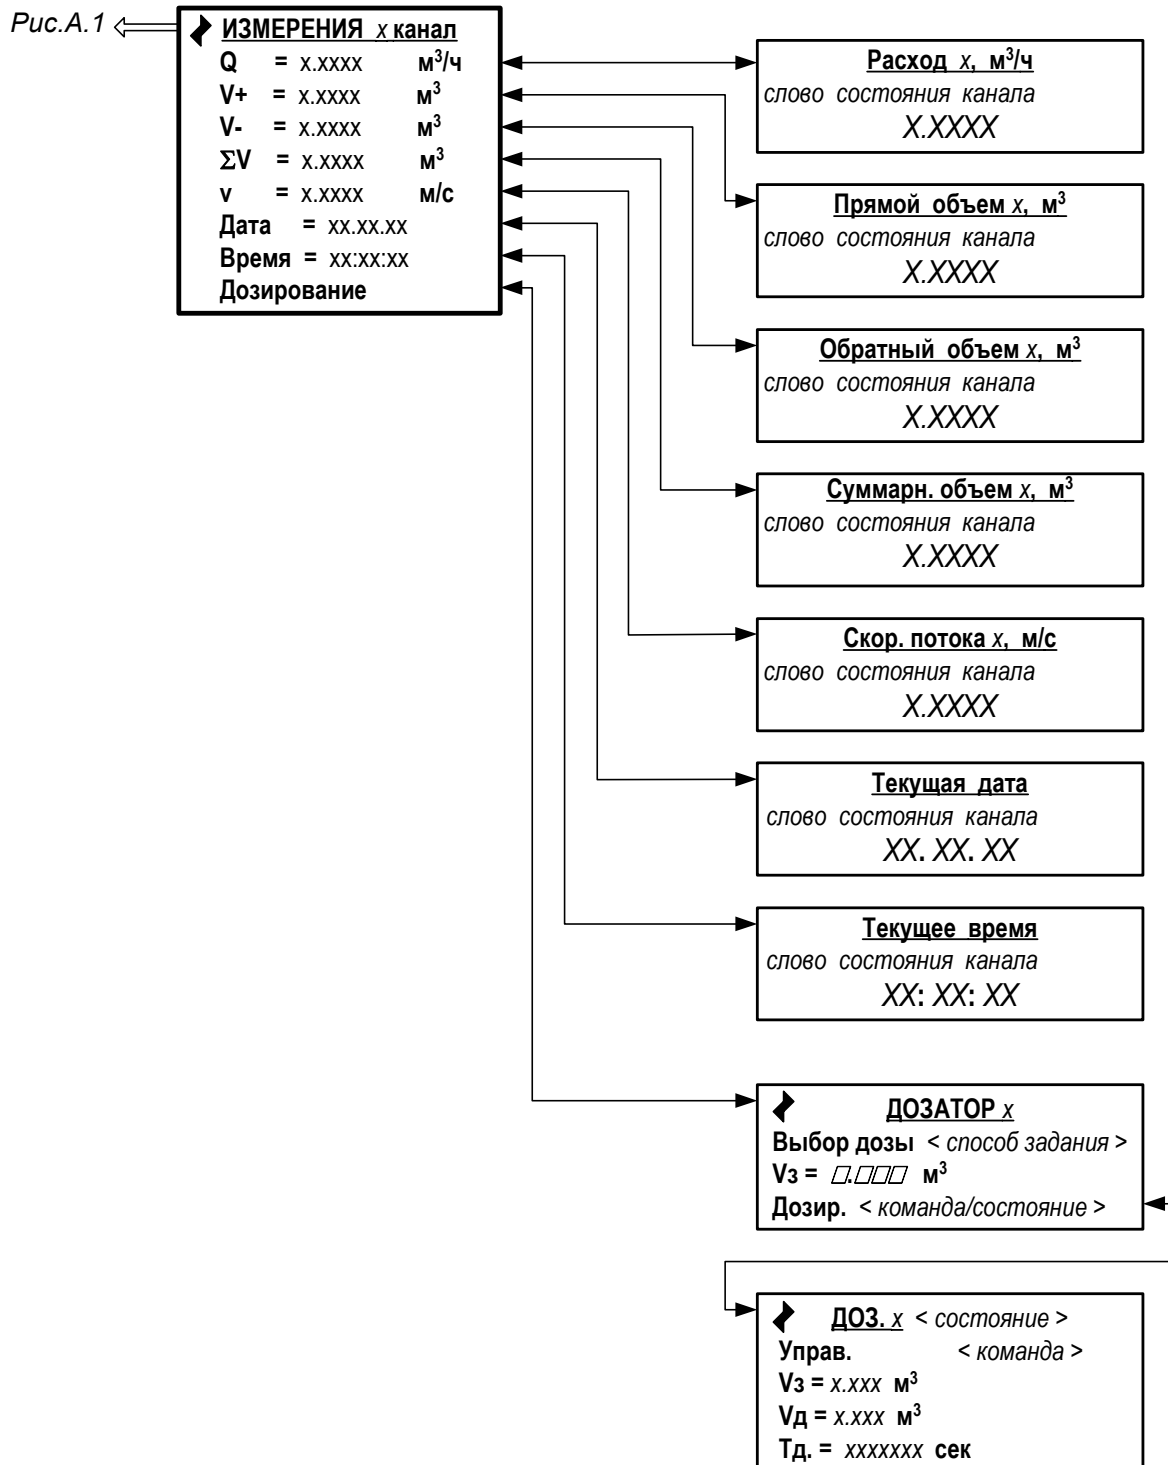 Рис.А.1
ИЗМЕРЕНИЯ х канал
Q = х.хххх м³/ч
V+ = х.хххх м³
V- = х.хххх м³
ΣV = х.хххх м³
v = х.хххх м/с
Дата = хх.хх.хх
Время = хх:хх:хх
Дозирование
Расход х, м³/ч
слово состояния канала
Х.ХХХХ
Прямой объем х, м³
слово состояния канала
Х.ХХХХ
Обратный объем х, м³
слово состояния канала
Х.ХХХХ
Суммарн. объем х, м³
слово состояния канала
Х.ХХХХ
Скор. потока х, м/с
слово состояния канала
Х.ХХХХ
Текущая дата
слово состояния канала
ХХ. ХХ. ХХ
Текущее время
слово состояния канала
ХХ: ХХ: ХХ
ДОЗАТОР х
Выбор дозы < способ задания >
Vз = ▯.▯▯▯ м³
Дозир. < команда/состояние >
ДОЗ. х < состояние >
Управ. < команда >
Vз = х.ххх м³
Vд = х.ххх м³
Тд. = ххххххх сек